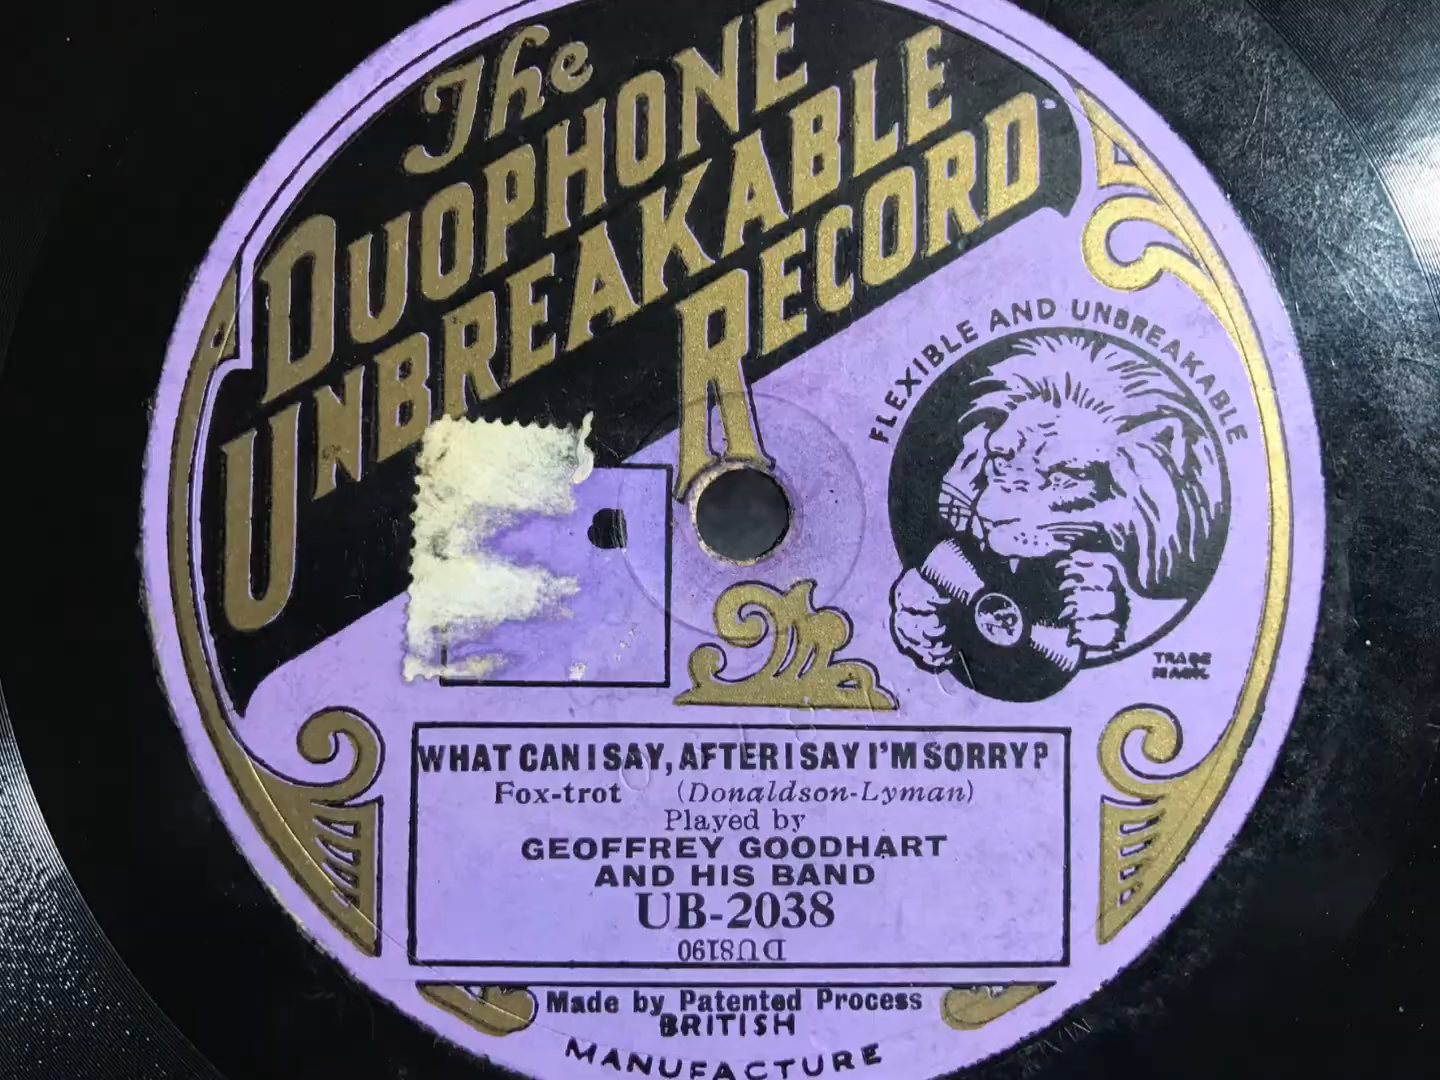 The
DUOPHONE
UNBREAKABLE
RECORD
FLEXIBLE AND UNBREAKABLE
TRADE
MARK
WHAT CAN I SAY, AFTER I SAY I'M SORRY?
Fox-trot (Donaldson-Lyman)
Played by
GEOFFREY GOODHART
AND HIS BAND
UB-2038
DU8190
Made by Patented Process
BRITISH
MANUFACTURE